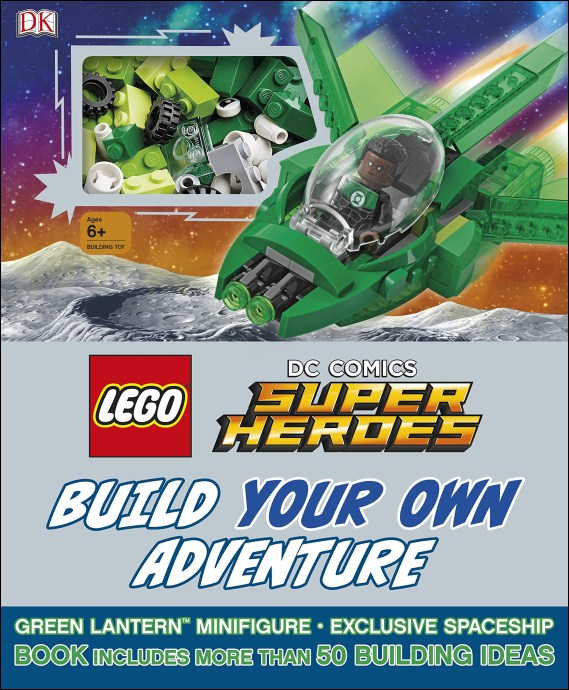 DK
Ages
6+
BUILDING TOY
LEGO
DC COMICS
SUPER
HEROES
BUILD YOUR OWN
ADVENTURE
GREEN LANTERN™ MINIFIGURE • EXCLUSIVE SPACESHIP
BOOK INCLUDES MORE THAN 50 BUILDING IDEAS